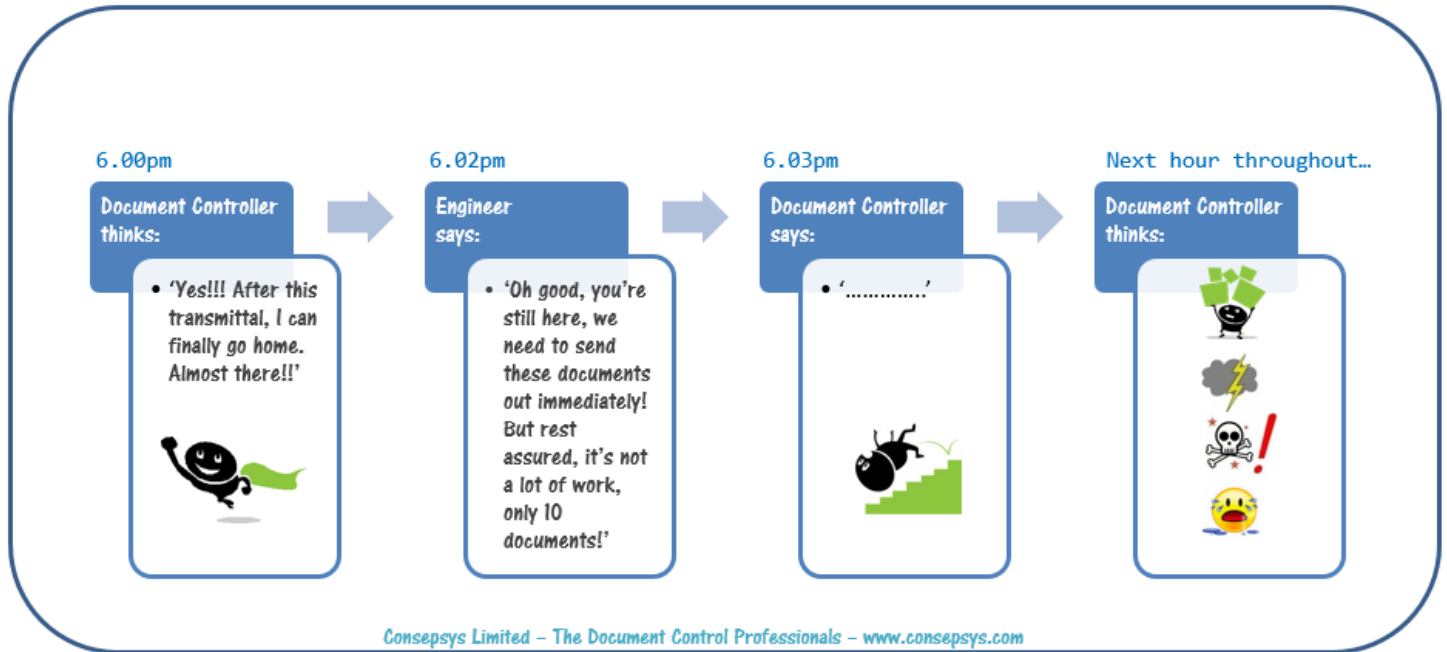 6.00pm
Document Controller
thinks:
• ‘Yes!!! After this
transmittal, I can
finally go home.
Almost there!!’
6.02pm
Engineer
says:
• ‘Oh good, you’re
still here, we
need to send
these documents
out immediately!
But rest
assured, it’s not
a lot of work,
only 10
documents!’
6.03pm
Document Controller
says:
• ‘…………..’
Next hour throughout…
Document Controller
thinks:
Consepsys Limited – The Document Control Professionals – www.consepsys.com